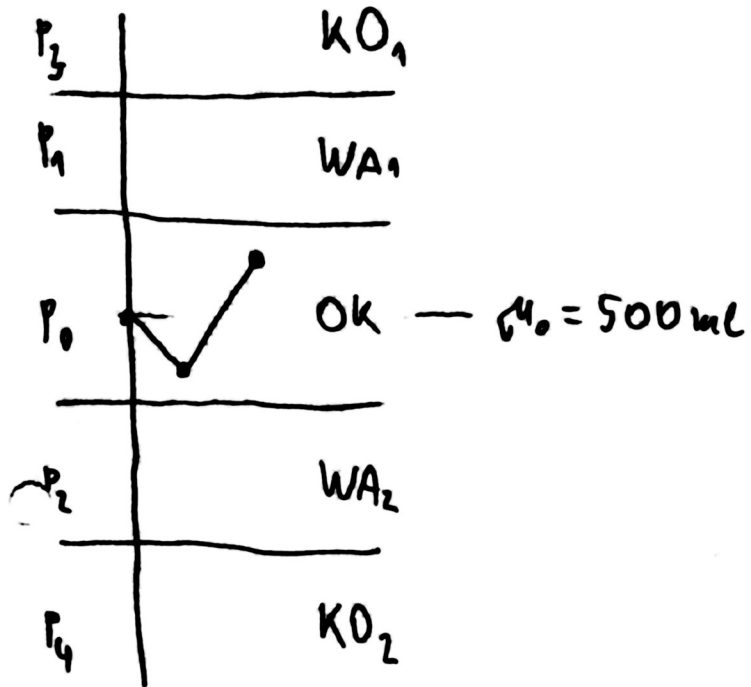 P₃ KO₁
P₁ WA₁
P₀ OK — μ₀ = 500 ml
P₂ WA₂
P₄ KO₂